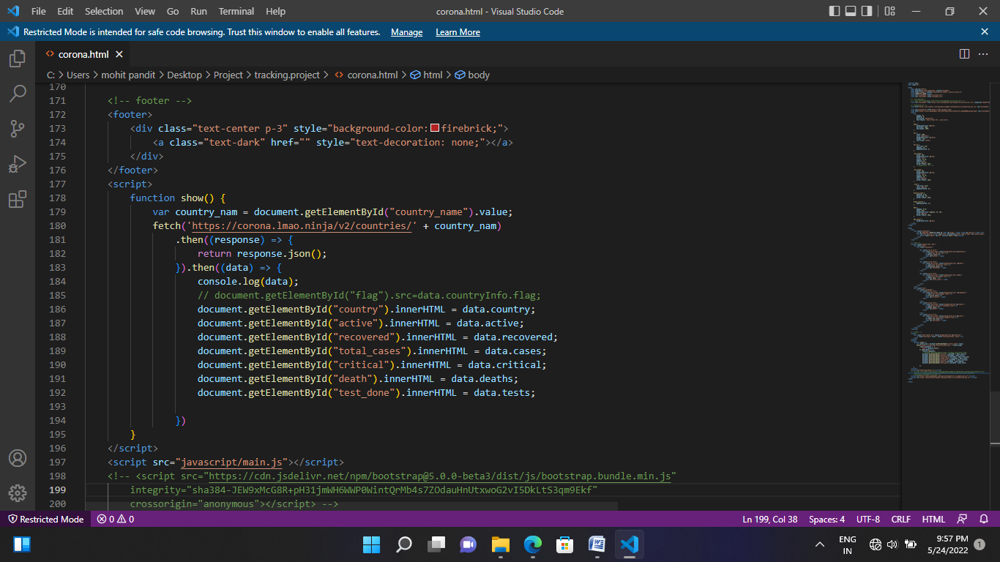 File Edit Selection View Go Run Terminal Help corona.html - Visual Studio Code
Restricted Mode is intended for safe code browsing. Trust this window to enable all features. Manage Learn More
corona.html
C: > Users > mohit pandit > Desktop > Project > tracking.project > corona.html > html > body
170
171 <!-- footer -->
172 <footer>
173 <div class="text-center p-3" style="background-color: firebrick;">
174 <a class="text-dark" href="" style="text-decoration: none;"></a>
175 </div>
176 </footer>
177 <script>
178 function show() {
179 var country_nam = document.getElementById("country_name").value;
180 fetch('https://corona.lmao.ninja/v2/countries/' + country_nam)
181 .then((response) => {
182 return response.json();
183 }).then((data) => {
184 console.log(data);
185 // document.getElementById("flag").src=data.countryInfo.flag;
186 document.getElementById("country").innerHTML = data.country;
187 document.getElementById("active").innerHTML = data.active;
188 document.getElementById("recovered").innerHTML = data.recovered;
189 document.getElementById("total_cases").innerHTML = data.cases;
190 document.getElementById("critical").innerHTML = data.critical;
191 document.getElementById("death").innerHTML = data.deaths;
192 document.getElementById("test_done").innerHTML = data.tests;
193
194 })
195 }
196 </script>
197 <script src="javascript/main.js"></script>
198 <!-- <script src="https://cdn.jsdelivr.net/npm/bootstrap@5.0.0-beta3/dist/js/bootstrap.bundle.min.js"
199 integrity="sha384-JEW9xMcG8R+pH31jmWH6WWP0WintQrMb4s7ZOdauHnUtxwoG2vI5DkLtS3qm9Ekf"
200 crossorigin="anonymous"></script> -->
Restricted Mode 0 0 Ln 199, Col 38 Spaces: 4 UTF-8 CRLF HTML
ENG
IN
9:57 PM
5/24/2022
1